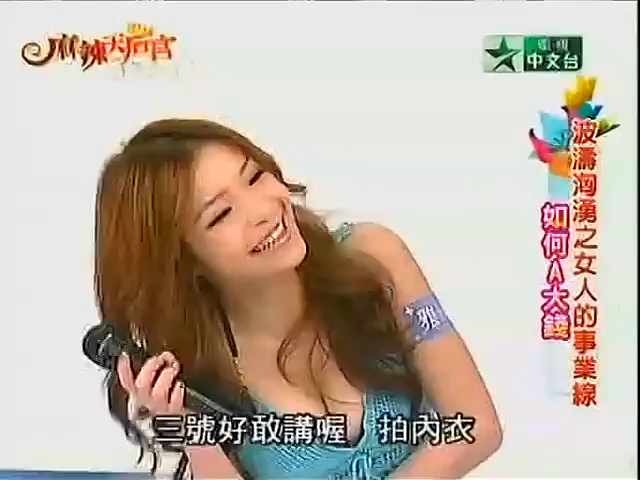 麻辣天后宮
衛視
中文台
波濤洶湧之女人的事業線
如何A大錢
雅
三號好敢講喔 拍內衣